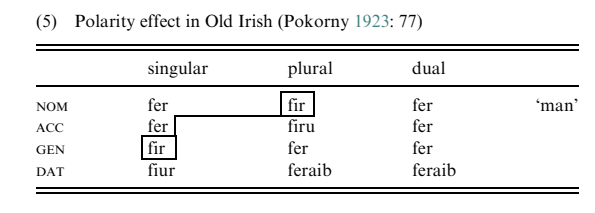 (5) Polarity effect in Old Irish (Pokorny 1923: 77)
singular plural dual
NOM fer fir fer ‘man’
ACC fer firu fer
GEN fir fer fer
DAT fiur feraib feraib